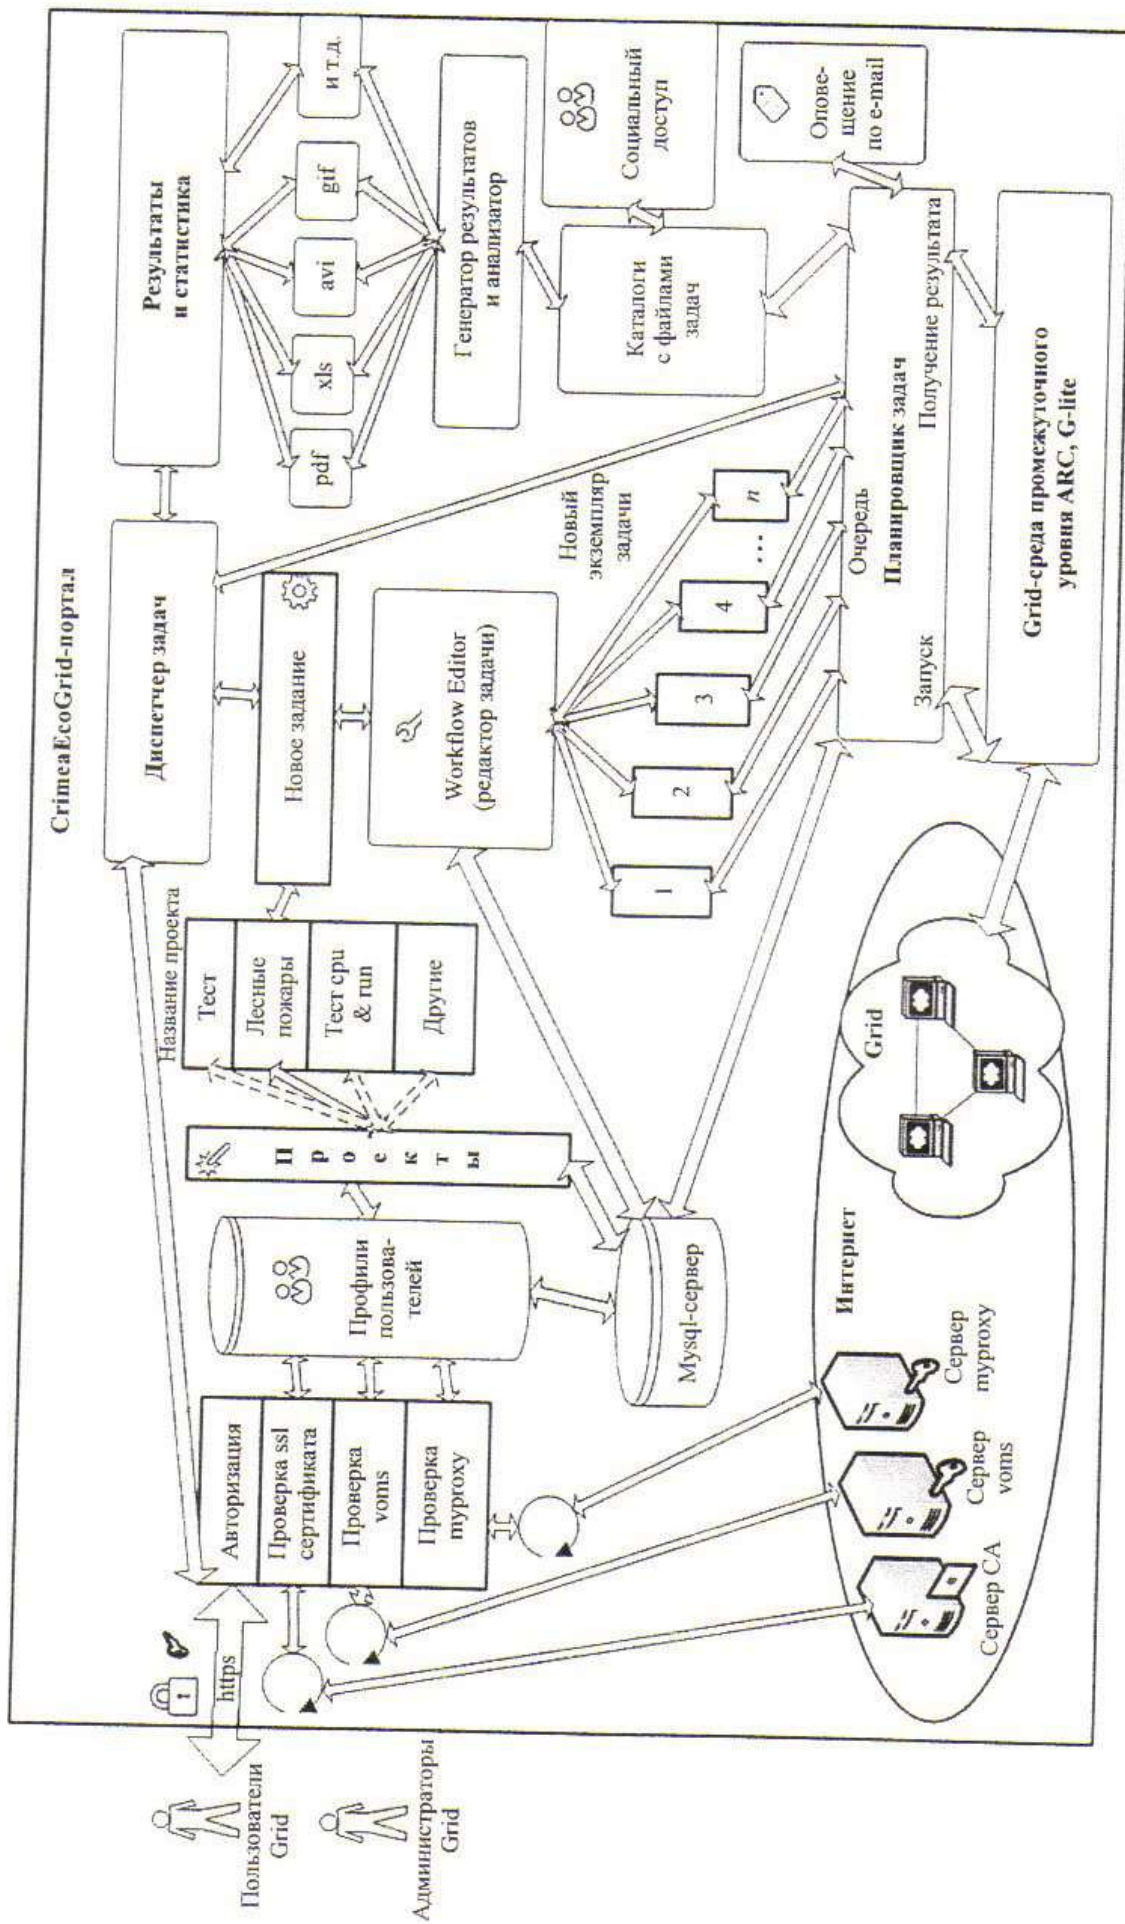 CrimeaEcoGrid-портал
Пользователи
Grid
Администраторы
Grid
https
Авторизация
Проверка ssl
сертификата
Проверка
voms
Проверка
myproxy
Профили
пользова-
телей
Проекты
Название проекта
Тест
Лесные
пожары
Тест cpu
& run
Другие
Диспетчер задач
Новое задание
Workflow Editor
(редактор задачи)
Результаты
и статистика
pdf
xls
avi
gif
и т.д.
Генератор результатов
и анализатор
Каталоги
с файлами
задач
Социальный
доступ
Новый
экземпляр
задачи
1
2
3
4
...
n
Mysql-сервер
Очередь
Планировщик задач
Запуск
Получение результата
Опове-
щение
по e-mail
Grid-среда промежуточного
уровня ARC, G-lite
Интернет
Grid
Сервер CA
Сервер
voms
Сервер
myproxy